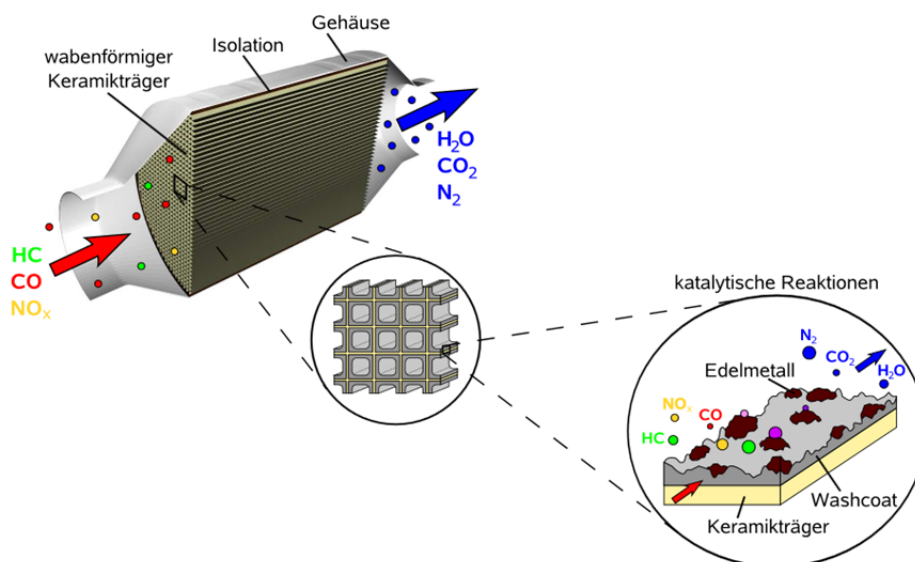 Gehäuse
Isolation
wabenförmiger
Keramikträger
H₂O
CO₂
N₂
HC
CO
NOₓ
katalytische Reaktionen
N₂
CO₂
H₂O
Edelmetall
NOₓ
CO
HC
Washcoat
Keramikträger